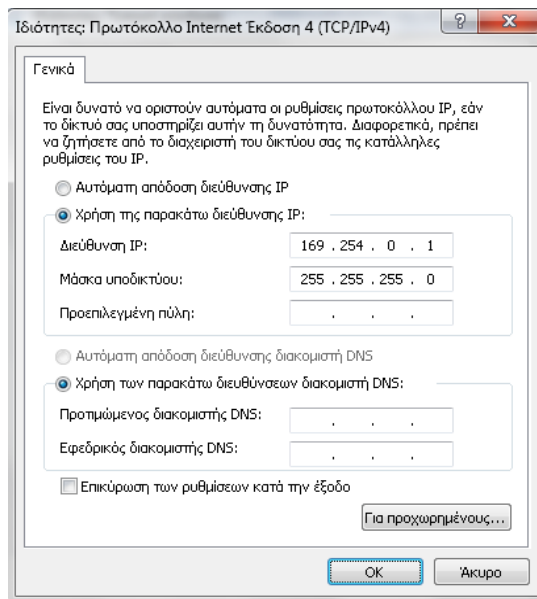 Ιδιότητες: Πρωτόκολλο Internet Έκδοση 4 (TCP/IPv4)
Γενικά
Είναι δυνατό να οριστούν αυτόματα οι ρυθμίσεις πρωτοκόλλου IP, εάν
το δίκτυό σας υποστηρίζει αυτήν τη δυνατότητα. Διαφορετικά, πρέπει
να ζητήσετε από το διαχειριστή του δικτύου σας τις κατάλληλες
ρυθμίσεις του IP.
Αυτόματη απόδοση διεύθυνσης IP
Χρήση της παρακάτω διεύθυνσης IP:
Διεύθυνση IP: 169 . 254 . 0 . 1
Μάσκα υποδικτύου: 255 . 255 . 255 . 0
Προεπιλεγμένη πύλη: . . .
Αυτόματη απόδοση διεύθυνσης διακομιστή DNS
Χρήση των παρακάτω διευθύνσεων διακομιστή DNS:
Προτιμώμενος διακομιστής DNS: . . .
Εφεδρικός διακομιστής DNS: . . .
Επικύρωση των ρυθμίσεων κατά την έξοδο
Για προχωρημένους...
OK Άκυρο